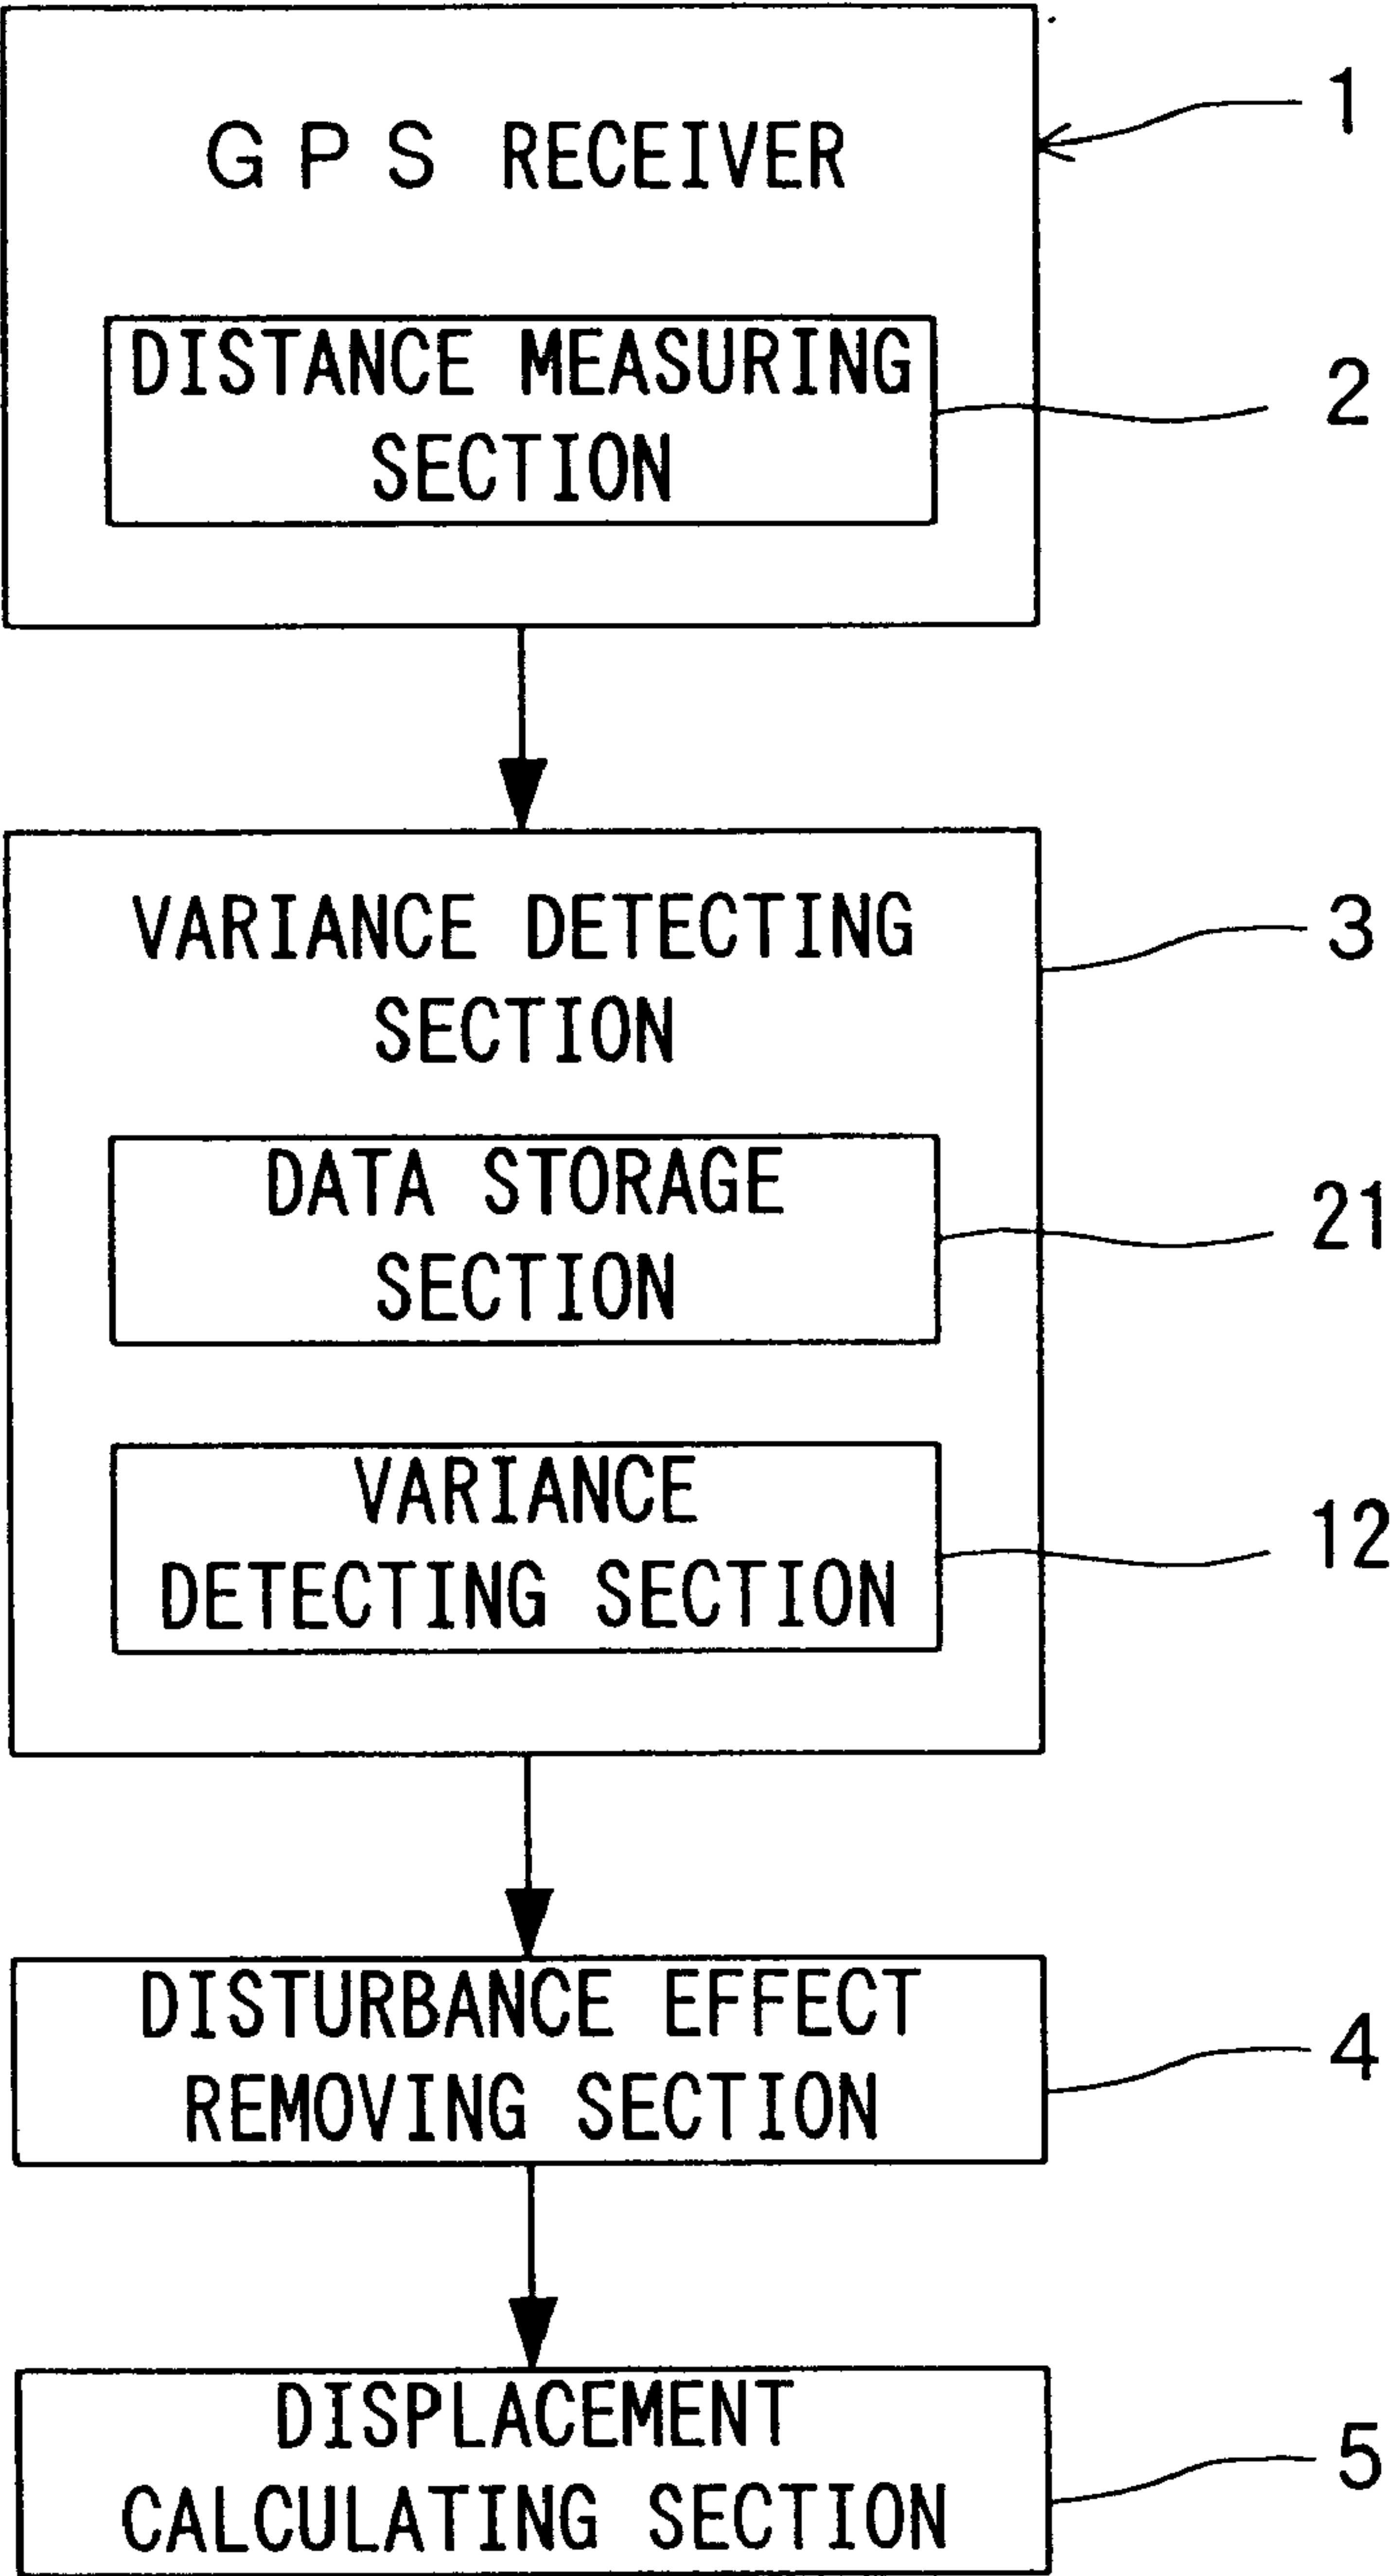 GPS RECEIVER
1
DISTANCE MEASURING
SECTION
2
VARIANCE DETECTING
SECTION
3
DATA STORAGE
SECTION
21
VARIANCE
DETECTING SECTION
12
DISTURBANCE EFFECT
REMOVING SECTION
4
DISPLACEMENT
CALCULATING SECTION
5